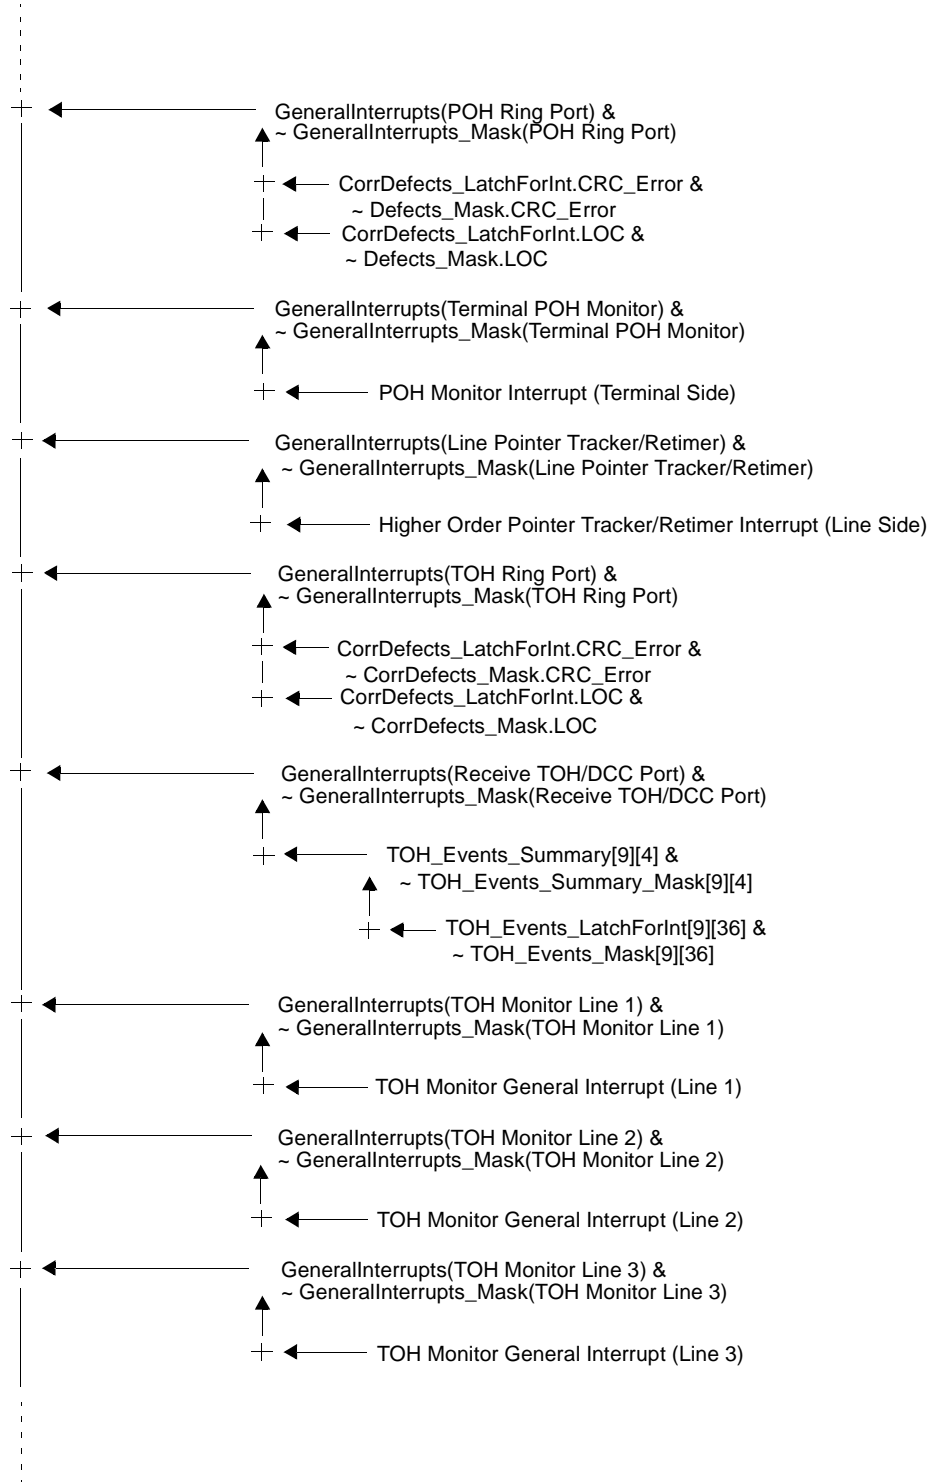 GeneralInterrupts(POH Ring Port) &
~ GeneralInterrupts_Mask(POH Ring Port)
CorrDefects_LatchForInt.CRC_Error &
~ Defects_Mask.CRC_Error
CorrDefects_LatchForInt.LOC &
~ Defects_Mask.LOC
GeneralInterrupts(Terminal POH Monitor) &
~ GeneralInterrupts_Mask(Terminal POH Monitor)
POH Monitor Interrupt (Terminal Side)
GeneralInterrupts(Line Pointer Tracker/Retimer) &
~ GeneralInterrupts_Mask(Line Pointer Tracker/Retimer)
Higher Order Pointer Tracker/Retimer Interrupt (Line Side)
GeneralInterrupts(TOH Ring Port) &
~ GeneralInterrupts_Mask(TOH Ring Port)
CorrDefects_LatchForInt.CRC_Error &
~ CorrDefects_Mask.CRC_Error
CorrDefects_LatchForInt.LOC &
~ CorrDefects_Mask.LOC
GeneralInterrupts(Receive TOH/DCC Port) &
~ GeneralInterrupts_Mask(Receive TOH/DCC Port)
TOH_Events_Summary[9][4] &
~ TOH_Events_Summary_Mask[9][4]
TOH_Events_LatchForInt[9][36] &
~ TOH_Events_Mask[9][36]
GeneralInterrupts(TOH Monitor Line 1) &
~ GeneralInterrupts_Mask(TOH Monitor Line 1)
TOH Monitor General Interrupt (Line 1)
GeneralInterrupts(TOH Monitor Line 2) &
~ GeneralInterrupts_Mask(TOH Monitor Line 2)
TOH Monitor General Interrupt (Line 2)
GeneralInterrupts(TOH Monitor Line 3) &
~ GeneralInterrupts_Mask(TOH Monitor Line 3)
TOH Monitor General Interrupt (Line 3)